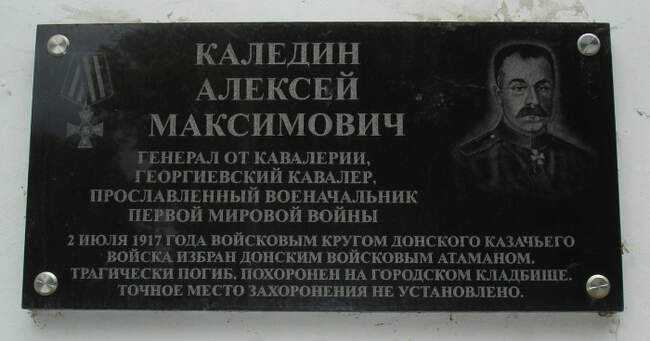 КАЛЕДИН
АЛЕКСЕЙ
МАКСИМОВИЧ
ГЕНЕРАЛ ОТ КАВАЛЕРИИ,
ГЕОРГИЕВСКИЙ КАВАЛЕР,
ПРОСЛАВЛЕННЫЙ ВОЕНАЧАЛЬНИК
ПЕРВОЙ МИРОВОЙ ВОЙНЫ
2 ИЮЛЯ 1917 ГОДА ВОЙСКОВЫМ КРУГОМ ДОНСКОГО КАЗАЧЬЕГО
ВОЙСКА ИЗБРАН ДОНСКИМ ВОЙСКОВЫМ АТАМАНОМ.
ТРАГИЧЕСКИ ПОГИБ. ПОХОРОНЕН НА ГОРОДСКОМ КЛАДБИЩЕ.
ТОЧНОЕ МЕСТО ЗАХОРОНЕНИЯ НЕ УСТАНОВЛЕНО.